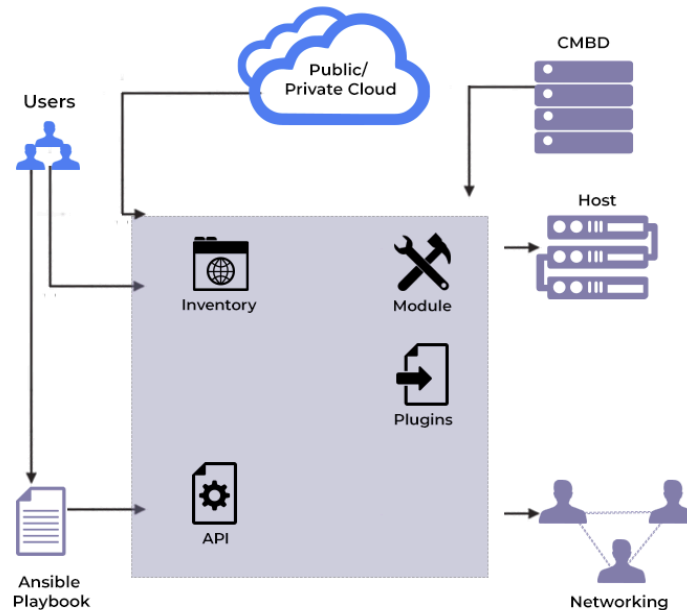 Public/
Private Cloud
CMBD
Users
Host
Inventory
Module
Plugins
API
Ansible
Playbook
Networking